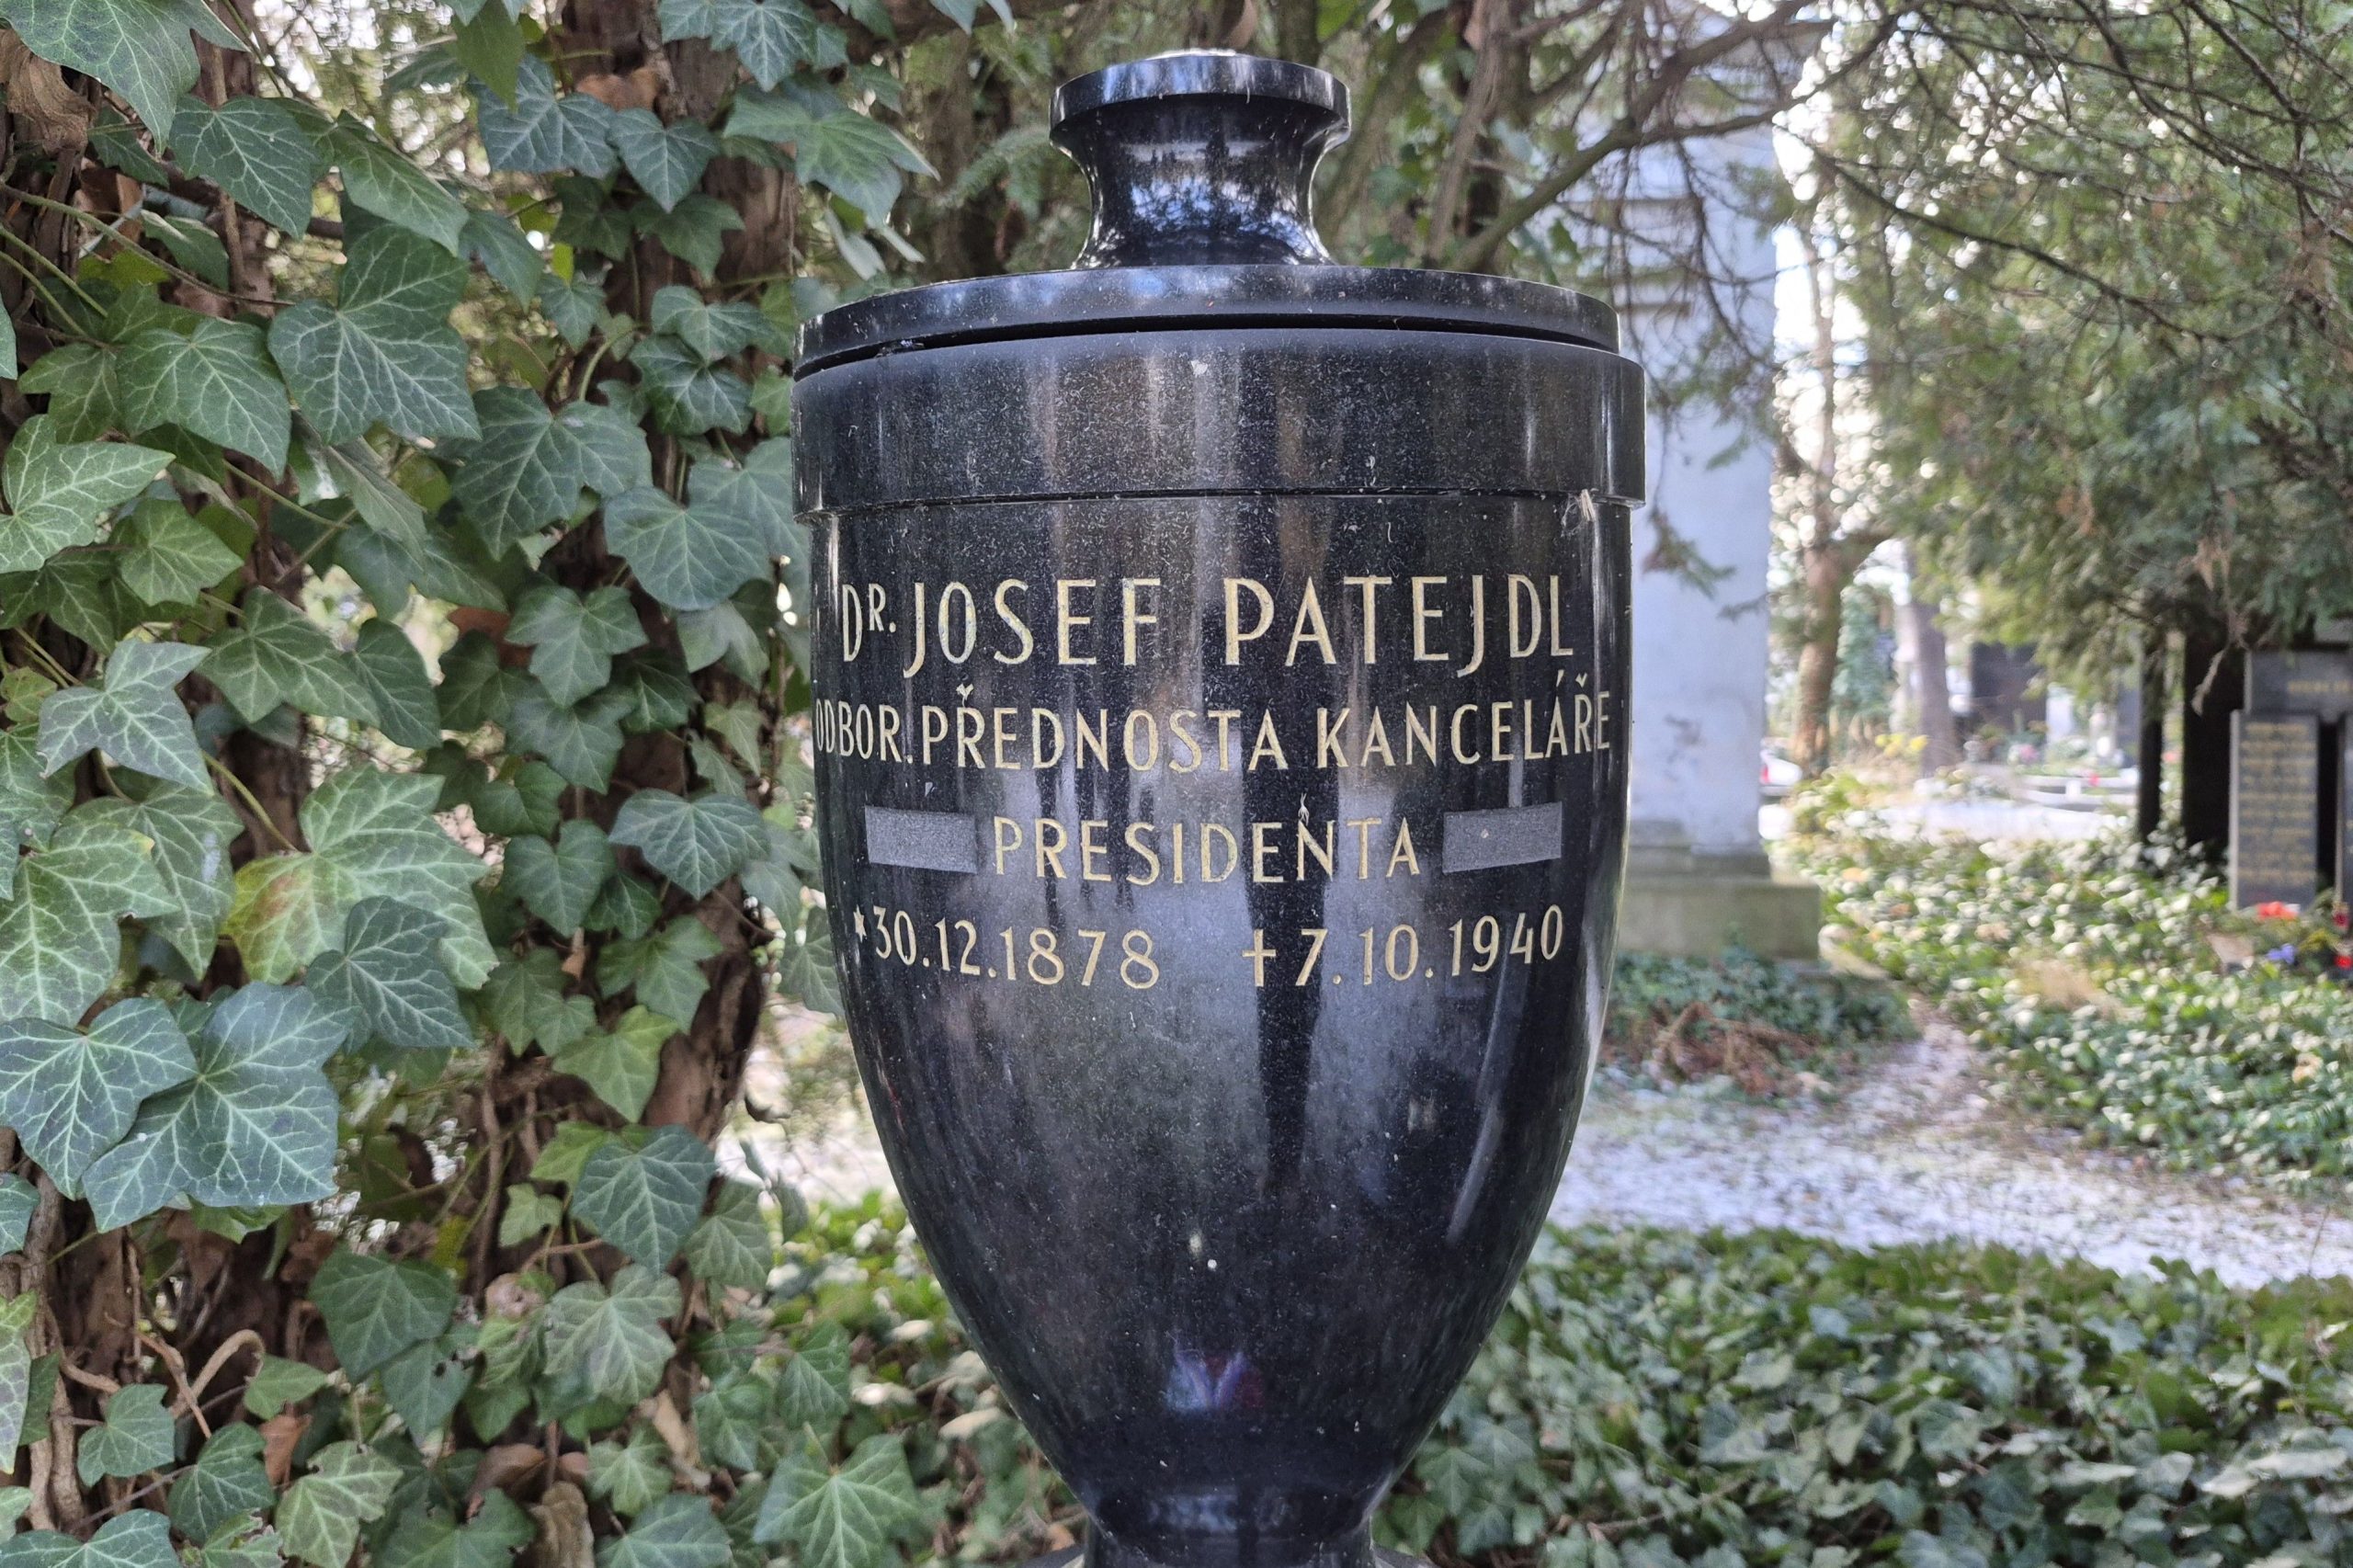 DR. JOSEF PATEJDL
ODBOR. PŘEDNOSTA KANCELÁŘE
PRESIDENTA
*30.12.1878 +7.10.1940